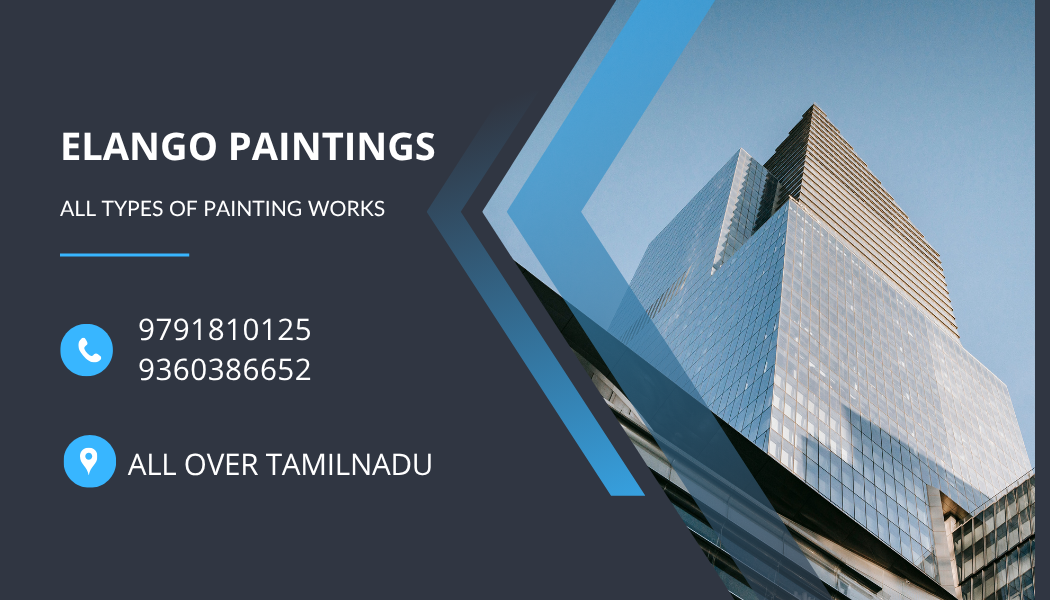 ELANGO PAINTINGS
ALL TYPES OF PAINTING WORKS
9791810125
9360386652
ALL OVER TAMILNADU